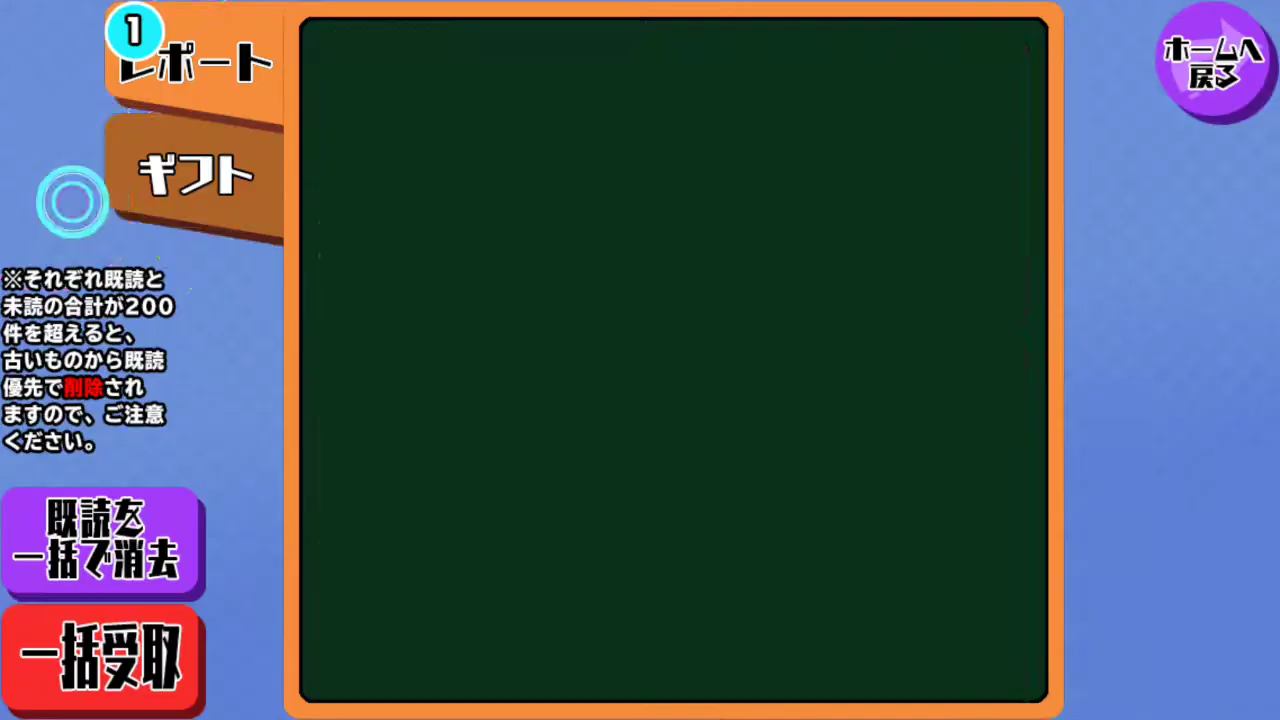 1
レポート
ギフト
ホームへ
戻る
※それぞれ既読と
未読の合計が200
件を超えると、
古いものから既読
優先で削除され
ますので、ご注意
ください。
既読を
一括で消去
一括受取